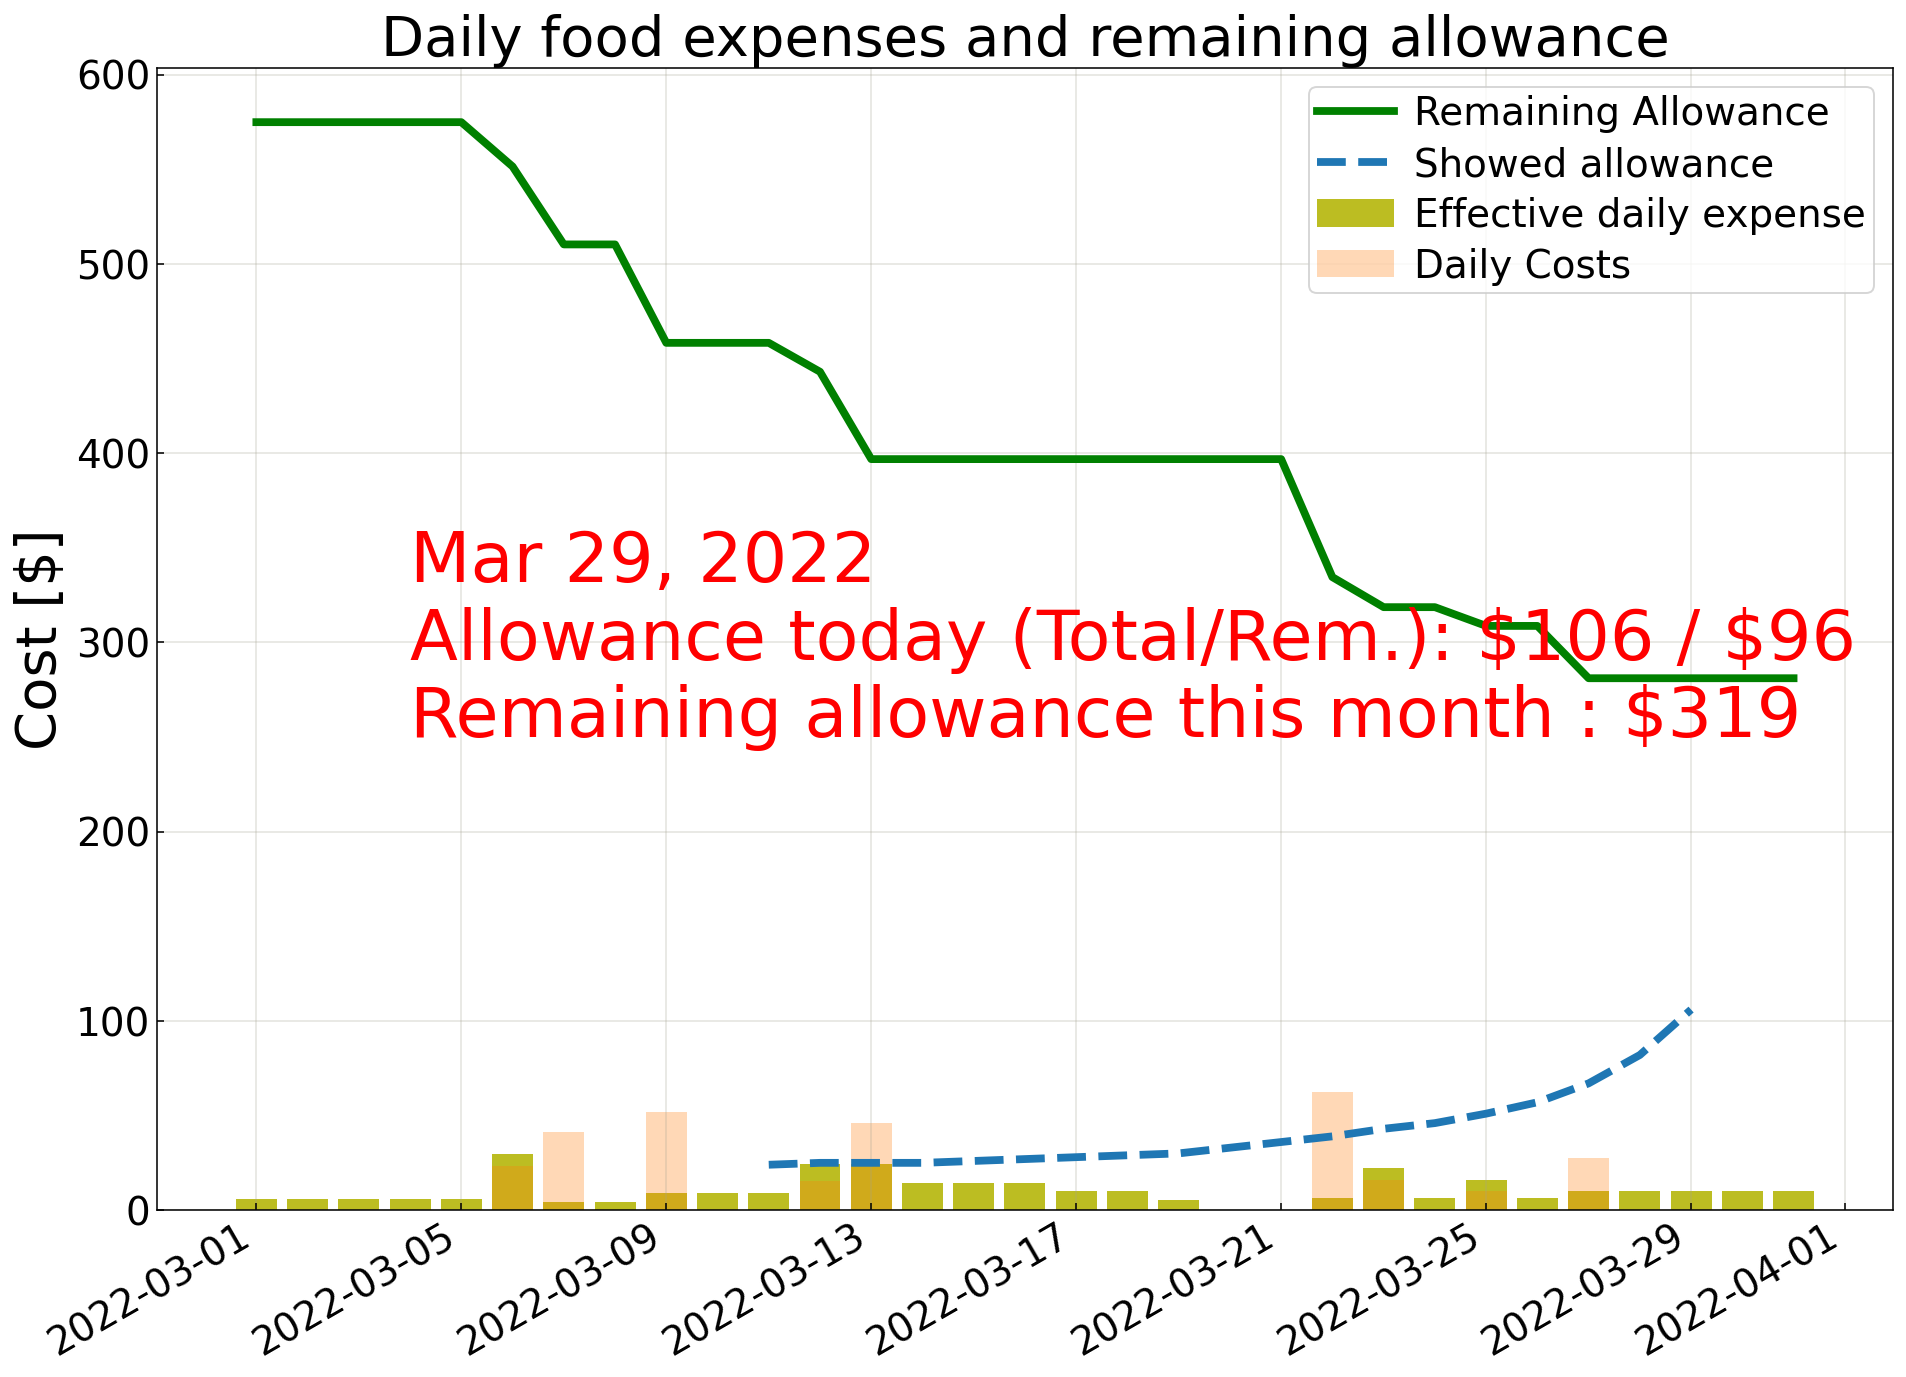 Daily food expenses and remaining allowance
600
500
400
300
200
100
0
Cost [$]
Remaining Allowance
Showed allowance
Effective daily expense
Daily Costs
Mar 29, 2022
Allowance today (Total/Rem.): $106 / $96
Remaining allowance this month : $319
2022-03-01
2022-03-05
2022-03-09
2022-03-13
2022-03-17
2022-03-21
2022-03-25
2022-03-29
2022-04-01